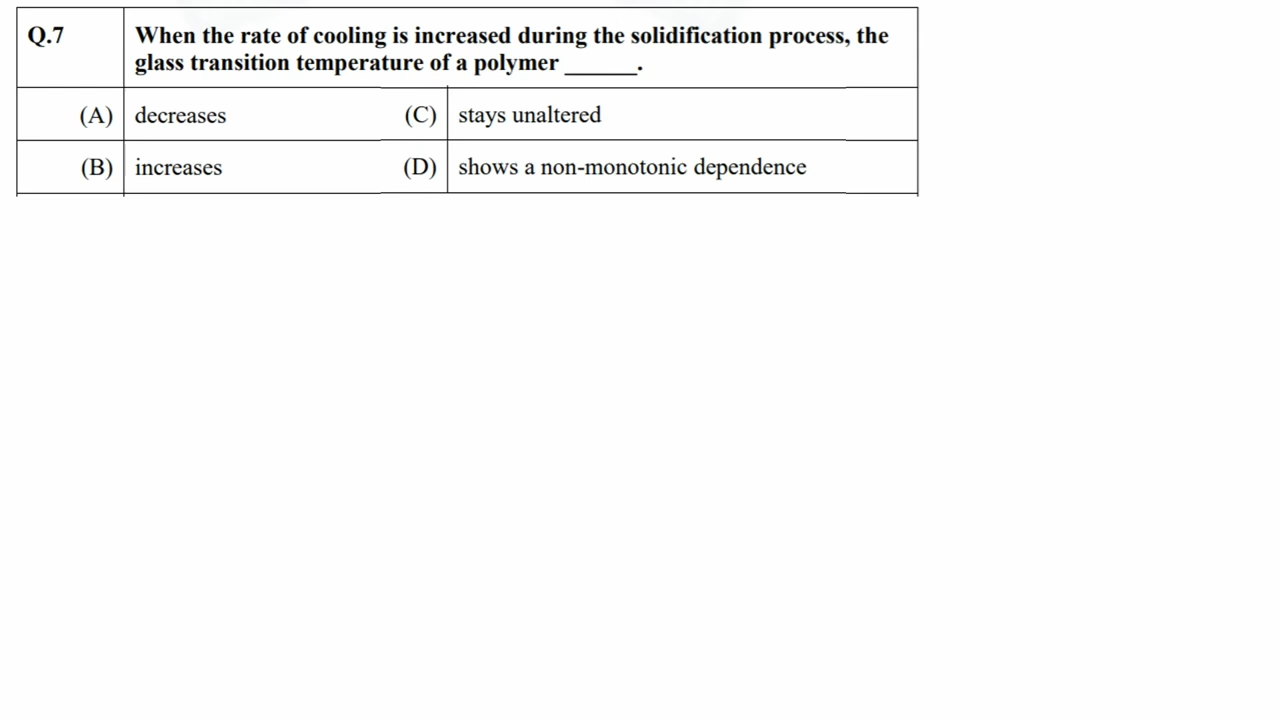 Q.7 When the rate of cooling is increased during the solidification process, the
glass transition temperature of a polymer ______.
(A) decreases (C) stays unaltered
(B) increases (D) shows a non-monotonic dependence